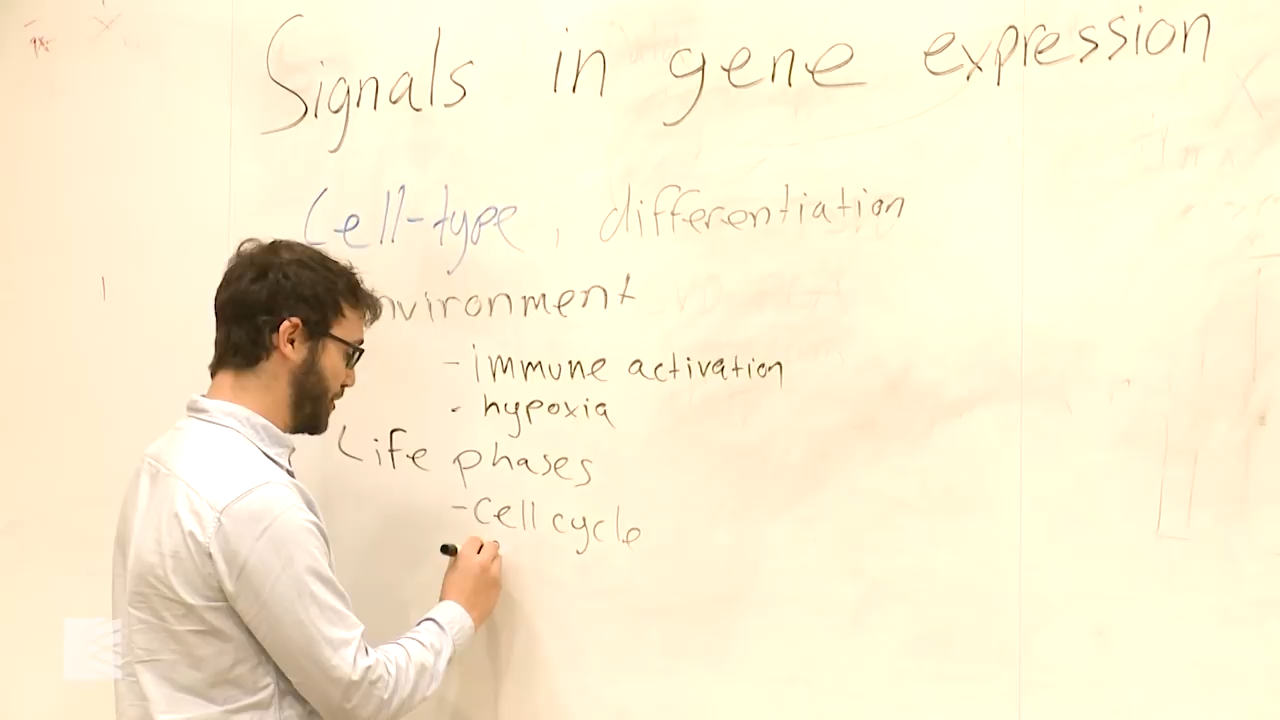 Signals in gene expression
Cell-type, differentiation
nvironment
- immune activation
- hypoxia
Life phases
- Cell cycle